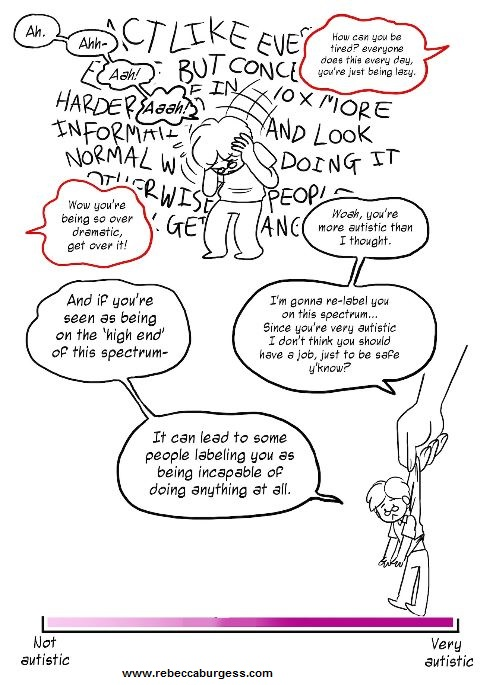 Ah.
Ahh-
Aah!
Aaah!
How can you be
tired? everyone
does this every day,
you're just being lazy.
ACT LIKE EVE
BUT CONCE
HARDER
IN 10x MORE
INFORMATI
AND LOOK
NORMAL W
DOING IT
OTHERWISE
PEOPLE
GET
ANG
Wow you're
being so over
dramatic,
get over it!
Woah, you're
more autistic than
I thought.
I'm gonna re-label you
on this spectrum...
Since you're very autistic
I don't think you should
have a job, just to be safe
y'know?
And if you're
seen as being
on the 'high end'
of this spectrum-
It can lead to some
people labeling you as
being incapable of
doing anything at all.
Not
autistic
Very
autistic
www.rebeccaburgess.com